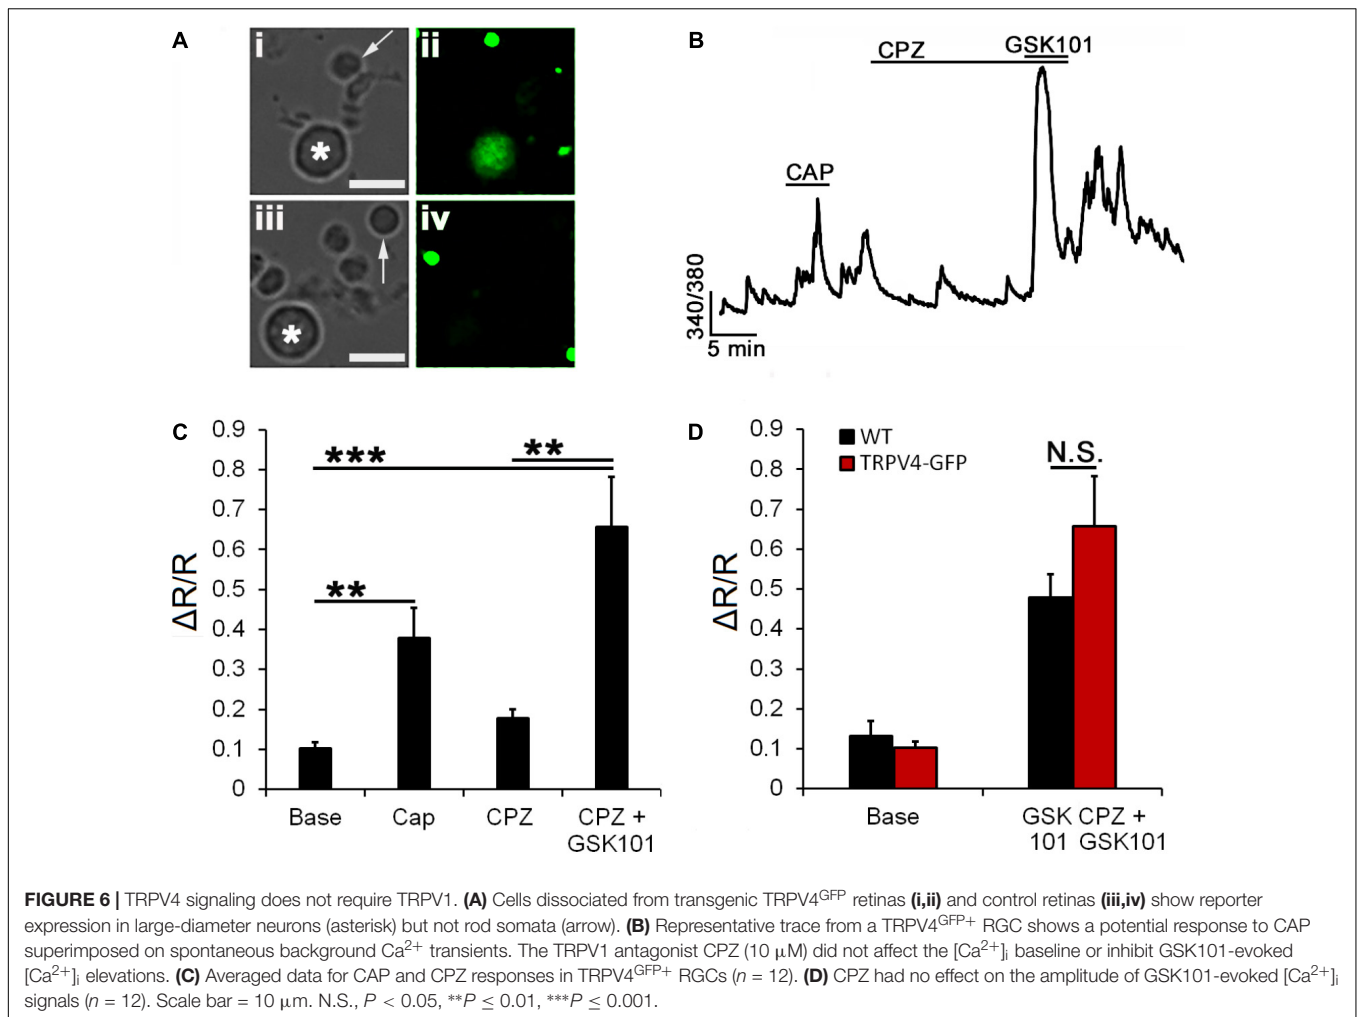 A
i
ii
*
iii
iv
*
B
CPZ
GSK101
CAP
340/380
5 min
C
0.9
0.8
0.7
0.6
0.5
0.4
0.3
0.2
0.1
0
ΔR/R
***
**
**
Base
Cap
CPZ
CPZ +
GSK101
D
0.9
0.8
0.7
0.6
0.5
0.4
0.3
0.2
0.1
0
ΔR/R
WT
TRPV4-GFP
N.S.
Base
GSK CPZ +
101 GSK101
FIGURE 6 | TRPV4 signaling does not require TRPV1. (A) Cells dissociated from transgenic TRPV4GFP retinas (i,ii) and control retinas (iii,iv) show reporter
expression in large-diameter neurons (asterisk) but not rod somata (arrow). (B) Representative trace from a TRPV4GFP+ RGC shows a potential response to CAP
superimposed on spontaneous background Ca2+ transients. The TRPV1 antagonist CPZ (10 μM) did not affect the [Ca2+]i baseline or inhibit GSK101-evoked
[Ca2+]i elevations. (C) Averaged data for CAP and CPZ responses in TRPV4GFP+ RGCs (n = 12). (D) CPZ had no effect on the amplitude of GSK101-evoked [Ca2+]i
signals (n = 12). Scale bar = 10 μm. N.S., P < 0.05, **P ≤ 0.01, ***P ≤ 0.001.